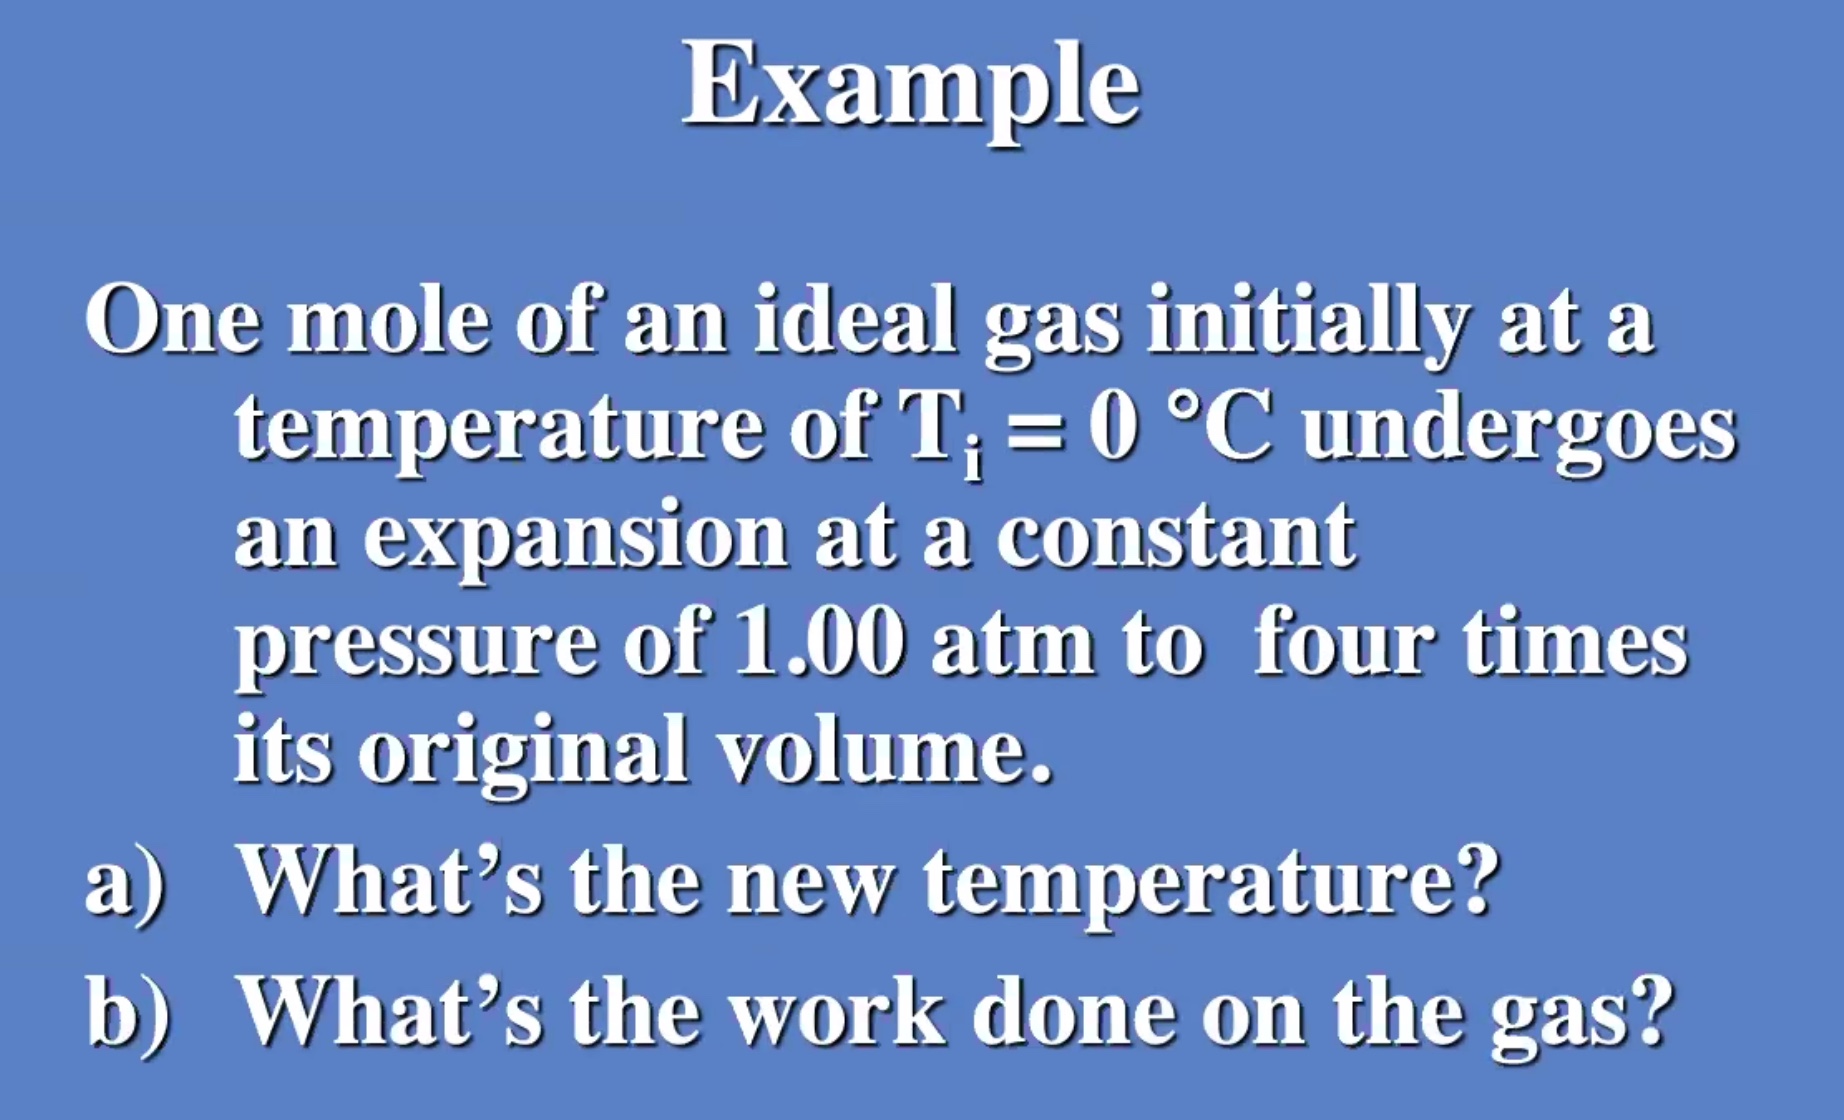 Example
One mole of an ideal gas initially at a
temperature of Tᵢ = 0 °C undergoes
an expansion at a constant
pressure of 1.00 atm to  four times
its original volume.
a) What’s the new temperature?
b) What’s the work done on the gas?